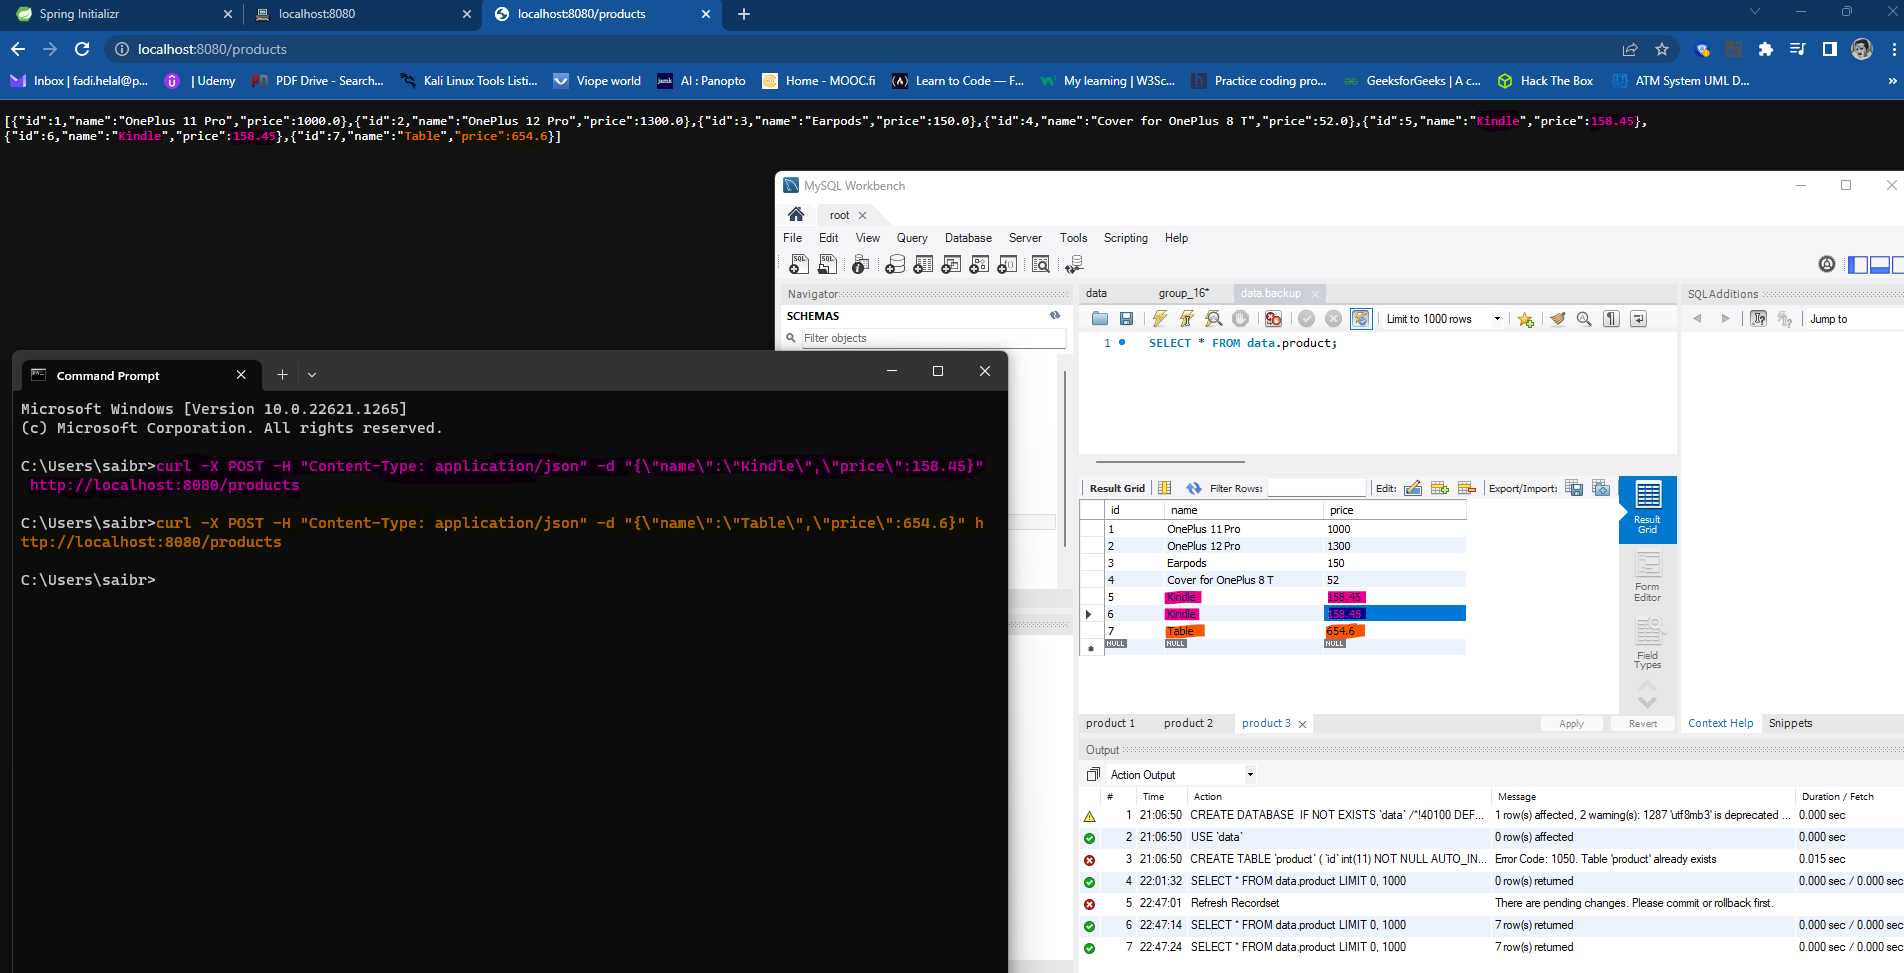 Spring Initializr
localhost:8080
localhost:8080/products
localhost:8080/products
Inbox | fadi.helal@p...
| Udemy
PDF Drive - Search...
Kali Linux Tools Listi...
Viope world
jamk
AI : Panopto
Home - MOOC.fi
Learn to Code — F...
My learning | W3Sc...
Practice coding pro...
GeeksforGeeks | A c...
Hack The Box
ATM System UML D...
[{"id":1,"name":"OnePlus 11 Pro","price":1000.0},{"id":2,"name":"OnePlus 12 Pro","price":1300.0},{"id":3,"name":"Earpods","price":150.0},{"id":4,"name":"Cover for OnePlus 8 T","price":52.0},{"id":5,"name":"Kindle","price":158.45},
{"id":6,"name":"Kindle","price":158.45},{"id":7,"name":"Table","price":654.6}]
MySQL Workbench
root
File Edit View Query Database Server Tools Scripting Help
Navigator
SCHEMAS
Filter objects
data group_16* data.backup
Limit to 1000 rows
1 SELECT * FROM data.product;
SQLAdditions
Jump to
Command Prompt
Microsoft Windows [Version 10.0.22621.1265]
(c) Microsoft Corporation. All rights reserved.
C:\Users\saibr>curl -X POST -H "Content-Type: application/json" -d "{\"name\":\"Kindle\",\"price\":158.45}"
http://localhost:8080/products
C:\Users\saibr>curl -X POST -H "Content-Type: application/json" -d "{\"name\":\"Table\",\"price\":654.6}" h
ttp://localhost:8080/products
C:\Users\saibr>
Result Grid Filter Rows: Edit: Export/Import:
id name price
1 OnePlus 11 Pro 1000
2 OnePlus 12 Pro 1300
3 Earpods 150
4 Cover for OnePlus 8 T 52
5 Kindle 158.45
6 Kindle 158.45
7 Table 654.6
NULL NULL NULL
Result
Grid
Form
Editor
Field
Types
product 1 product 2 product 3
Apply Revert
Context Help Snippets
Output
Action Output
# Time Action Message Duration / Fetch
1 21:06:50 CREATE DATABASE IF NOT EXISTS `data` /*!40100 DEF... 1 row(s) affected, 2 warning(s): 1287 'utf8mb3' is deprecated ... 0.000 sec
2 21:06:50 USE `data` 0 row(s) affected 0.000 sec
3 21:06:50 CREATE TABLE `product` ( `id` int(11) NOT NULL AUTO_IN... Error Code: 1050. Table 'product' already exists 0.015 sec
4 22:01:32 SELECT * FROM data.product LIMIT 0, 1000 0 row(s) returned 0.000 sec / 0.000 sec
5 22:47:01 Refresh Recordset There are pending changes. Please commit or rollback first.
6 22:47:14 SELECT * FROM data.product LIMIT 0, 1000 7 row(s) returned 0.000 sec / 0.000 sec
7 22:47:24 SELECT * FROM data.product LIMIT 0, 1000 7 row(s) returned 0.000 sec / 0.000 sec